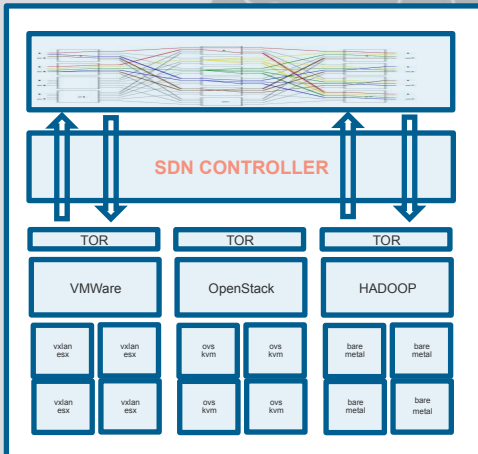 SDN CONTROLLER
TOR TOR TOR
VMWare OpenStack HADOOP
vxlan vxlan ovs ovs bare bare
esx esx kvm kvm metal metal
vxlan vxlan ovs ovs bare bare
esx esx kvm kvm metal metal